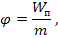 φ = Wп/m,